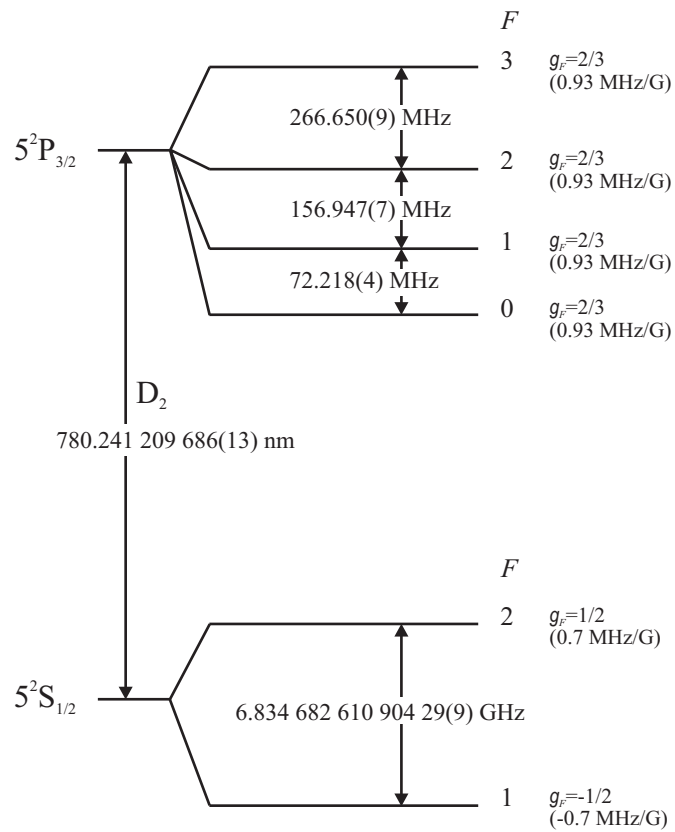 F
3 g_F=2/3
(0.93 MHz/G)
266.650(9) MHz
5²P₃/₂
2 g_F=2/3
(0.93 MHz/G)
156.947(7) MHz
1 g_F=2/3
(0.93 MHz/G)
72.218(4) MHz
0 g_F=2/3
(0.93 MHz/G)
D₂
780.241 209 686(13) nm
F
2 g_F=1/2
(0.7 MHz/G)
5²S₁/₂
6.834 682 610 904 29(9) GHz
1 g_F=-1/2
(-0.7 MHz/G)